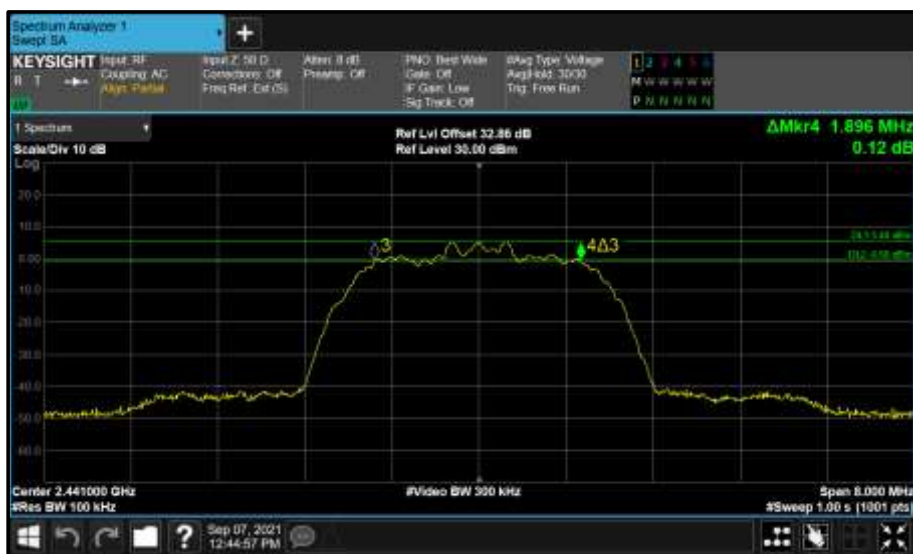 Spectrum Analyzer 1
Swept SA
+
KEYSIGHT
R T
Input: RF
Coupling: AC
Align: Partial
Input Z: 50 Ω
Corrections: Off
Freq Ref: Ext (S)
Atten: 8 dB
Preamp: Off
PNO: Best Wide
Gate: Off
IF Gain: Low
Sig Track: Off
#Avg Type: Voltage
Avg|Hold: 30/30
Trig: Free Run
1 2 3 4 5 6
M W W W W W
P N N N N N
1 Spectrum
Scale/Div 10 dB
Log
Ref Lvl Offset 32.86 dB
Ref Level 30.00 dBm
ΔMkr4 1.896 MHz
0.12 dB
20.0
10.0
0.00
-10.0
-20.0
-30.0
-40.0
-50.0
-60.0
3
4Δ3
Center 2.441000 GHz
#Res BW 100 kHz
#Video BW 300 kHz
Span 8.000 MHz
#Sweep 1.00 s (1001 pts)
?
Sep 07, 2021
12:44:57 PM